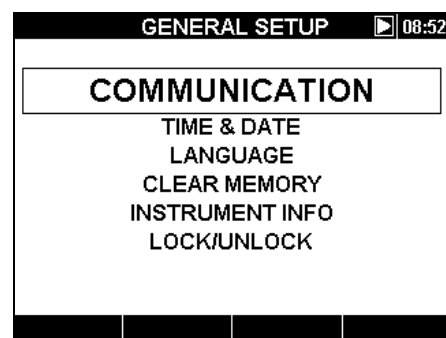 GENERAL SETUP 08:52
COMMUNICATION
TIME & DATE
LANGUAGE
CLEAR MEMORY
INSTRUMENT INFO
LOCK/UNLOCK